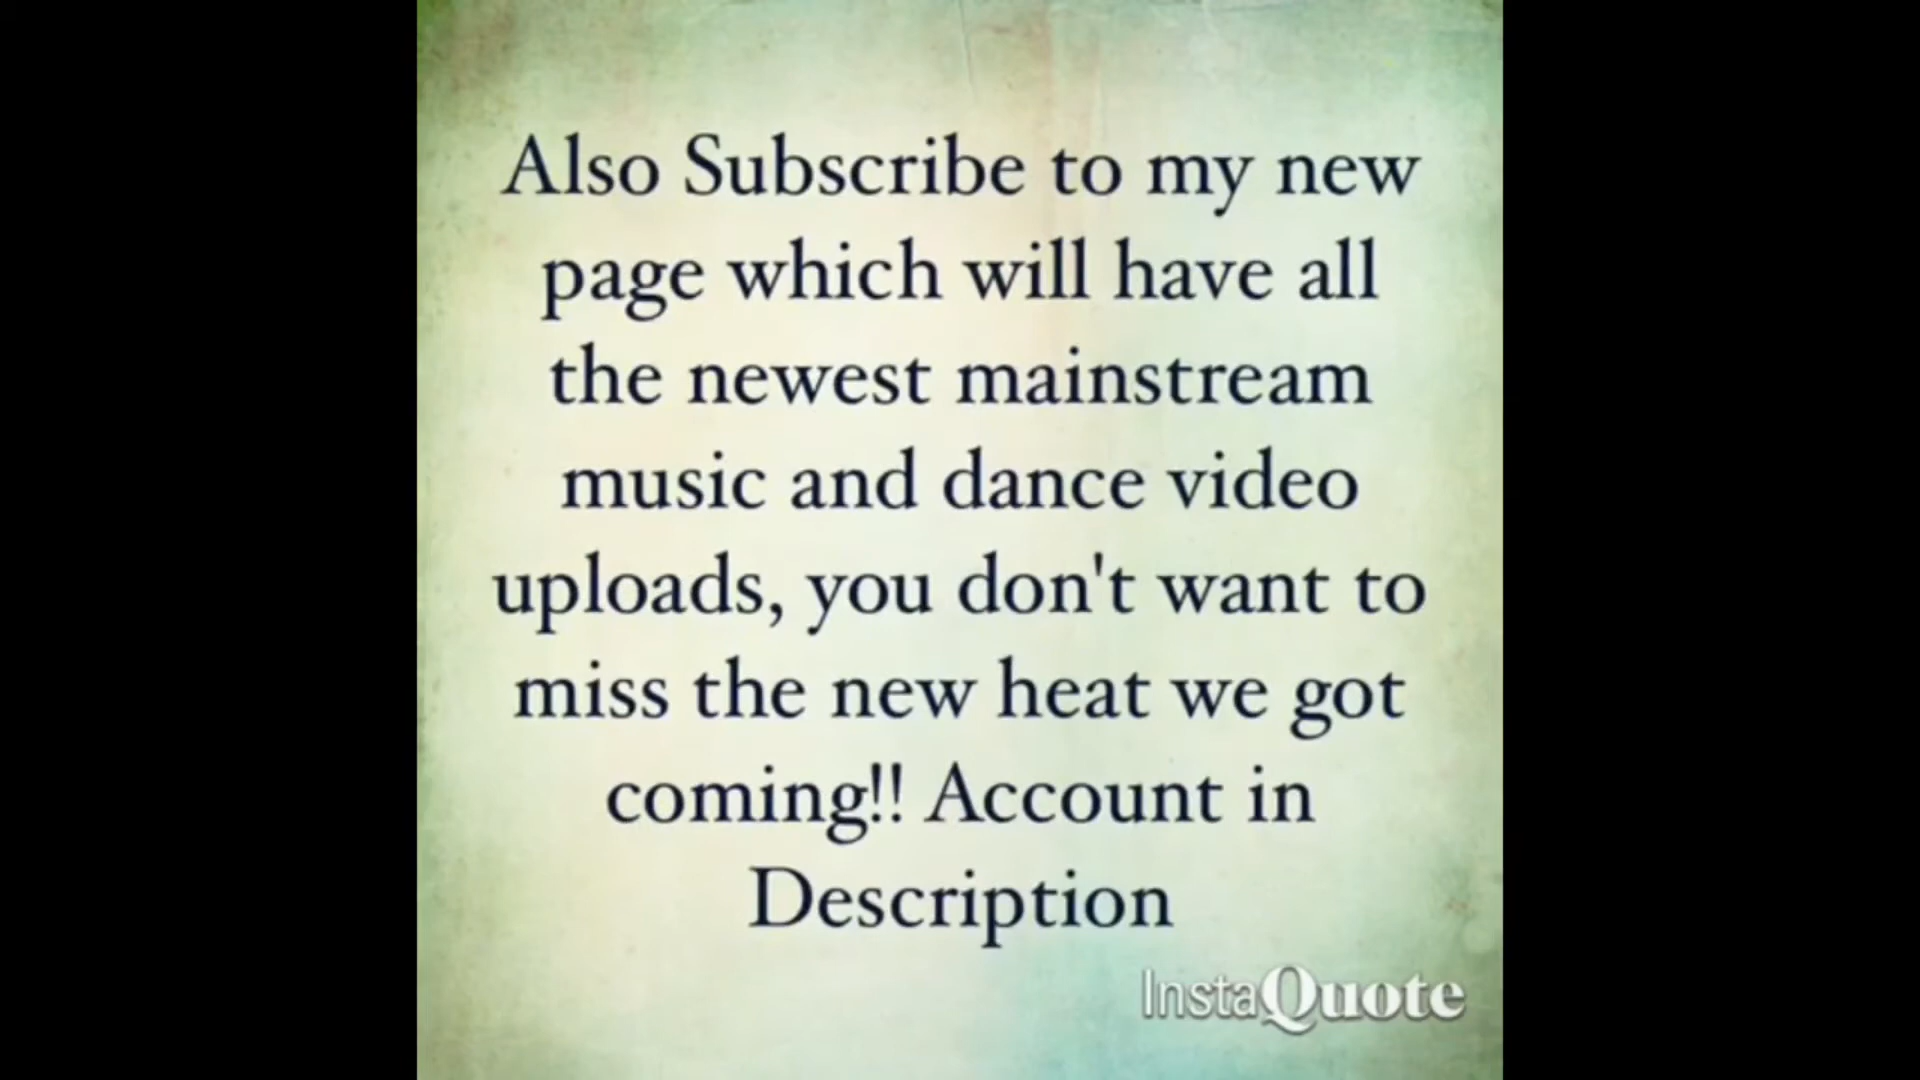 Also Subscribe to my new
page which will have all
the newest mainstream
music and dance video
uploads, you don't want to
miss the new heat we got
coming!! Account in
Description
InstaQuote